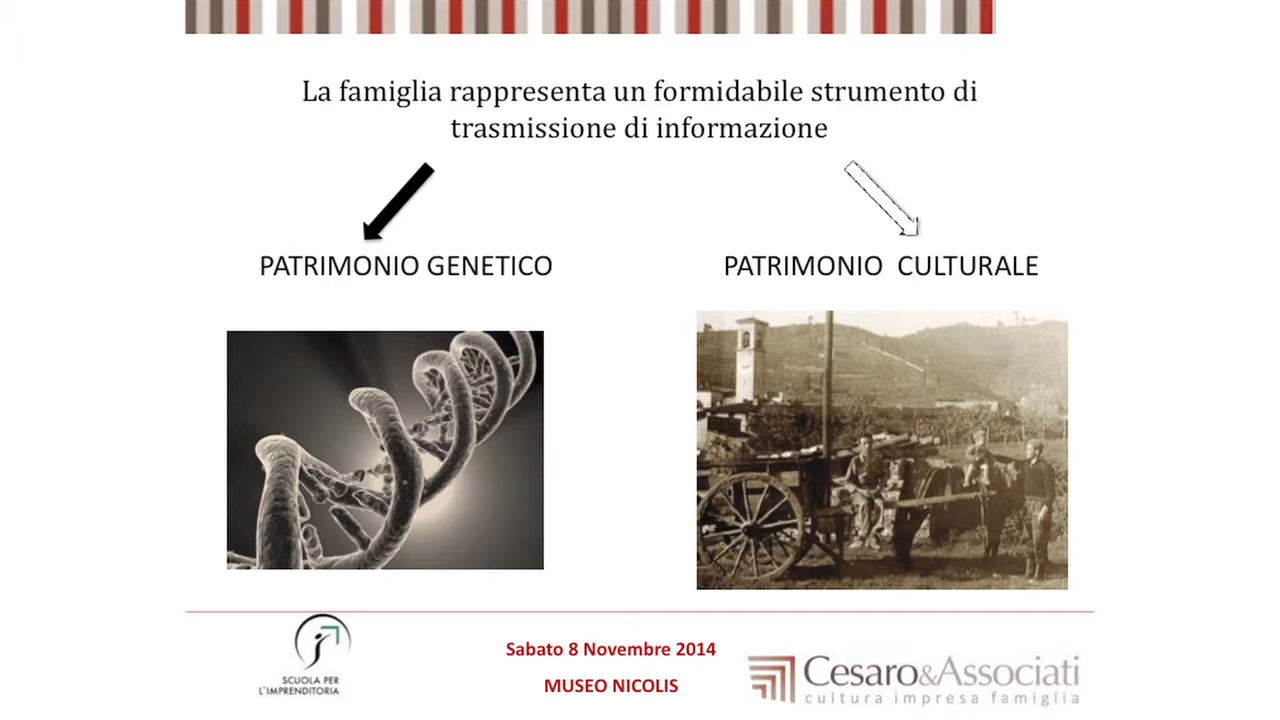 La famiglia rappresenta un formidabile strumento di
trasmissione di informazione
PATRIMONIO GENETICO
PATRIMONIO CULTURALE
SCUOLA PER
L'IMPRENDITORIA
Sabato 8 Novembre 2014
MUSEO NICOLIS
Cesaro&Associati
cultura impresa famiglia